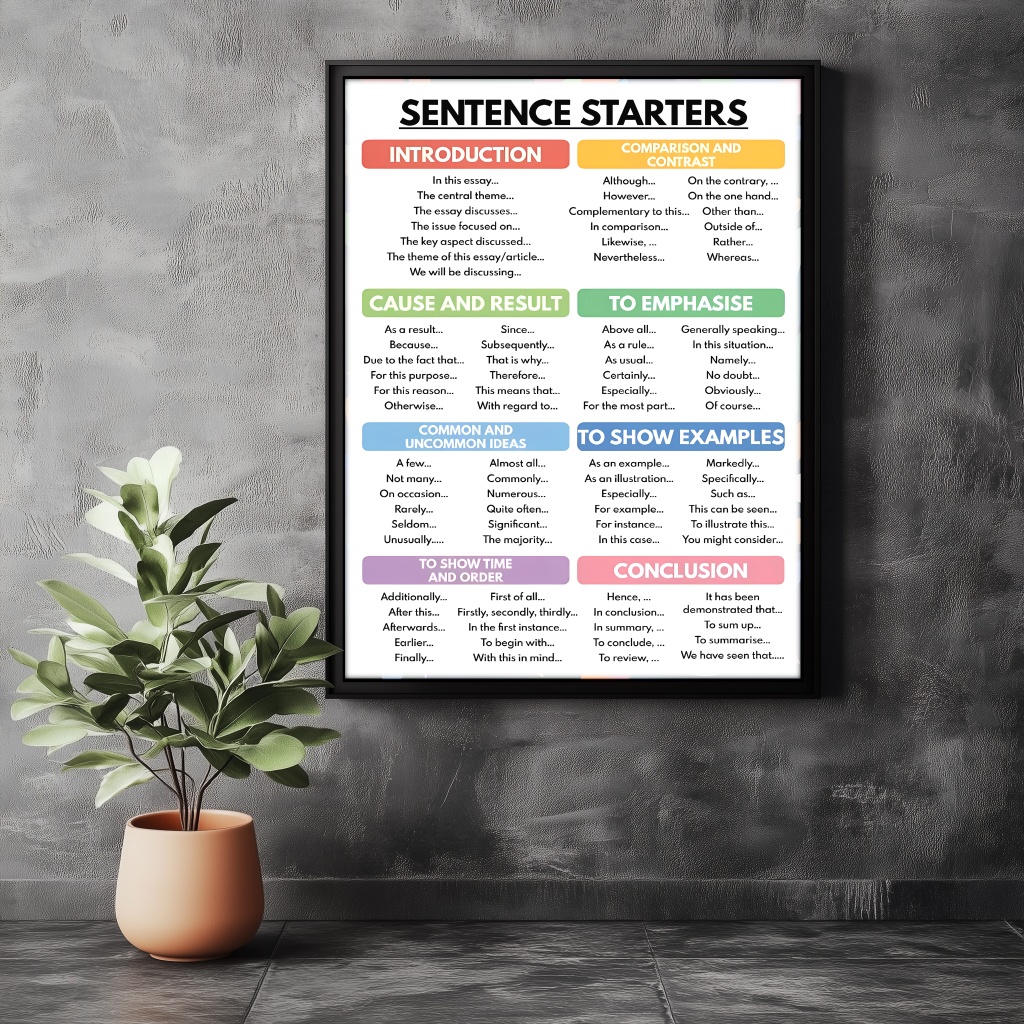 SENTENCE STARTERS
INTRODUCTION
In this essay...
The central theme...
The essay discusses...
The issue focused on...
The key aspect discussed...
The theme of this essay/article...
We will be discussing...
COMPARISON AND
CONTRAST
Although...
However...
Complementary to this...
In comparison...
Likewise, ...
Nevertheless...
On the contrary, ...
On the one hand...
Other than...
Outside of...
Rather...
Whereas...
CAUSE AND RESULT
As a result...
Because...
Due to the fact that...
For this purpose...
For this reason...
Otherwise...
Since...
Subsequently...
That is why...
Therefore...
This means that...
With regard to...
TO EMPHASISE
Above all...
As a rule...
As usual...
Certainly...
Especially...
For the most part...
Generally speaking...
In this situation...
Namely...
No doubt...
Obviously...
Of course...
COMMON AND
UNCOMMON IDEAS
A few...
Not many...
On occasion...
Rarely...
Seldom...
Unusually.....
Almost all...
Commonly...
Numerous...
Quite often...
Significant...
The majority...
TO SHOW EXAMPLES
As an example...
As an illustration...
Especially...
For example...
For instance...
In this case...
Markedly...
Specifically...
Such as...
This can be seen...
To illustrate this...
You might consider...
TO SHOW TIME
AND ORDER
Additionally...
After this...
Afterwards...
Earlier...
Finally...
First of all...
Firstly, secondly, thirdly...
In the first instance...
To begin with...
With this in mind...
CONCLUSION
Hence, ...
In conclusion...
In summary, ...
To conclude, ...
To review, ...
It has been
demonstrated that...
To sum up...
To summarise...
We have seen that.....